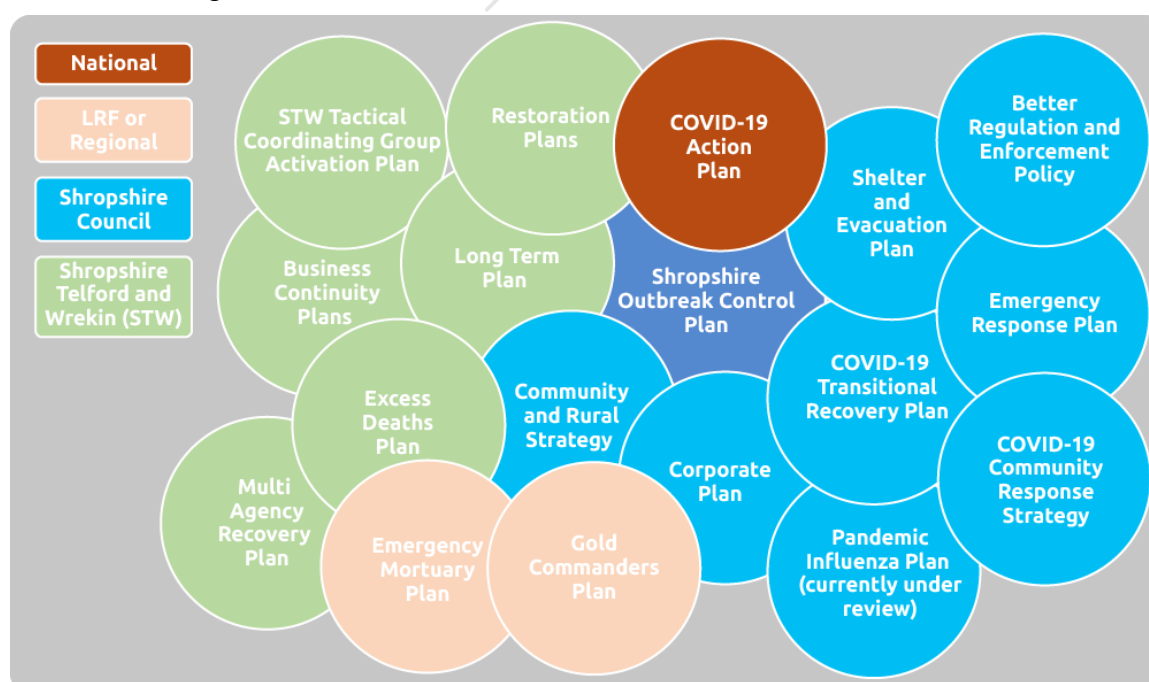 National
LRF or
Regional
Shropshire
Council
Shropshire
Telford and
Wrekin (STW)
STW Tactical
Coordinating Group
Activation Plan
Restoration
Plans
COVID-19
Action
Plan
Better
Regulation and
Enforcement
Policy
Shelter
and
Evacuation
Plan
Business
Continuity
Plans
Long Term
Plan
Shropshire
Outbreak Control
Plan
Emergency
Response Plan
Excess
Deaths
Plan
Community
and Rural
Strategy
COVID-19
Transitional
Recovery Plan
Corporate
Plan
COVID-19
Community
Response
Strategy
Multi
Agency
Recovery
Plan
Emergency
Mortuary
Plan
Gold
Commanders
Plan
Pandemic
Influenza Plan
(currently under
review)